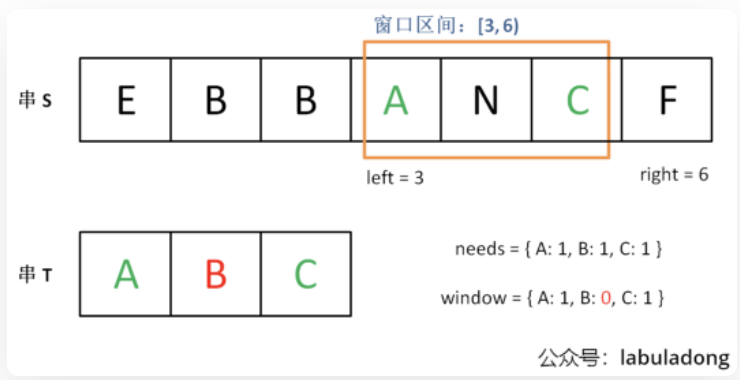 窗口区间：[3, 6)
串 S E B B A N C F
left = 3 right = 6
串 T A B C
needs = { A: 1, B: 1, C: 1 }
window = { A: 1, B: 0, C: 1 }
公众号：labuladong